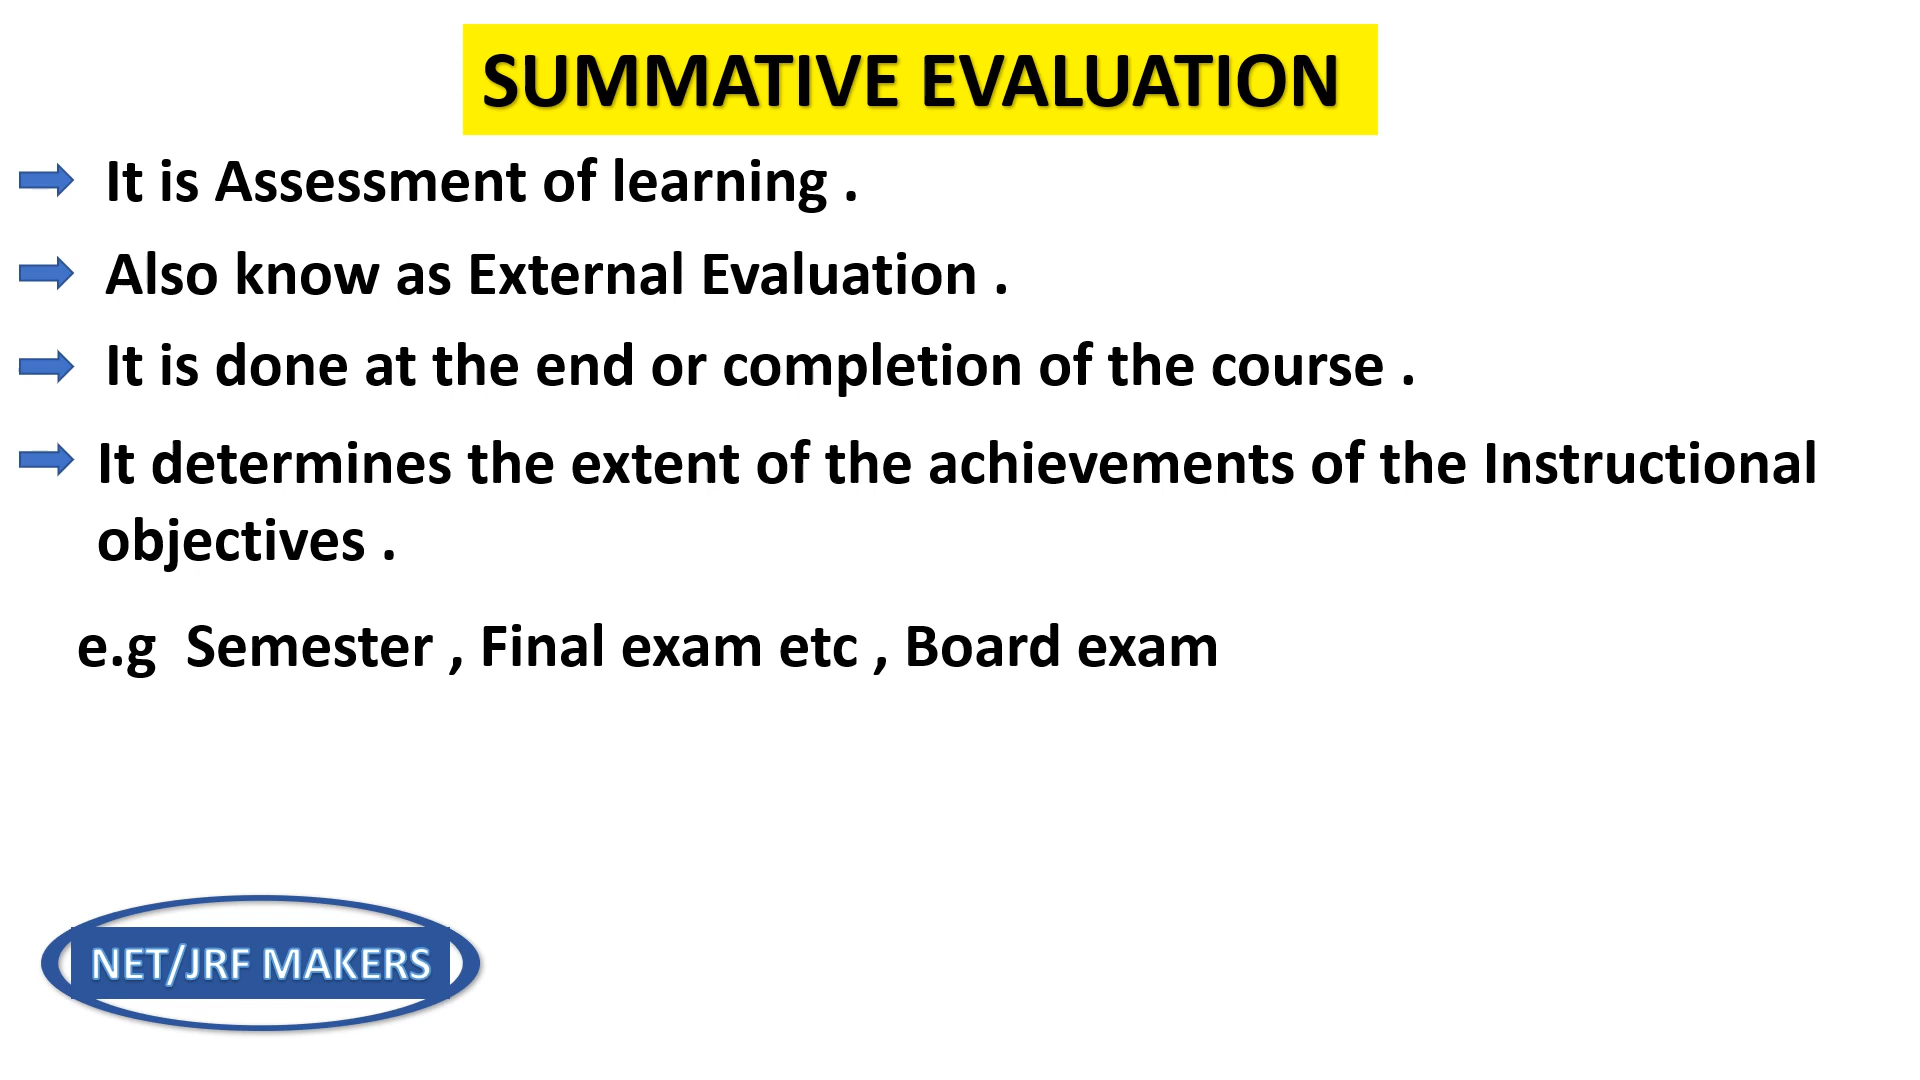 SUMMATIVE EVALUATION
It is Assessment of learning .
Also know as External Evaluation .
It is done at the end or completion of the course .
It determines the extent of the achievements of the Instructional
objectives .
e.g Semester , Final exam etc , Board exam
NET/JRF MAKERS